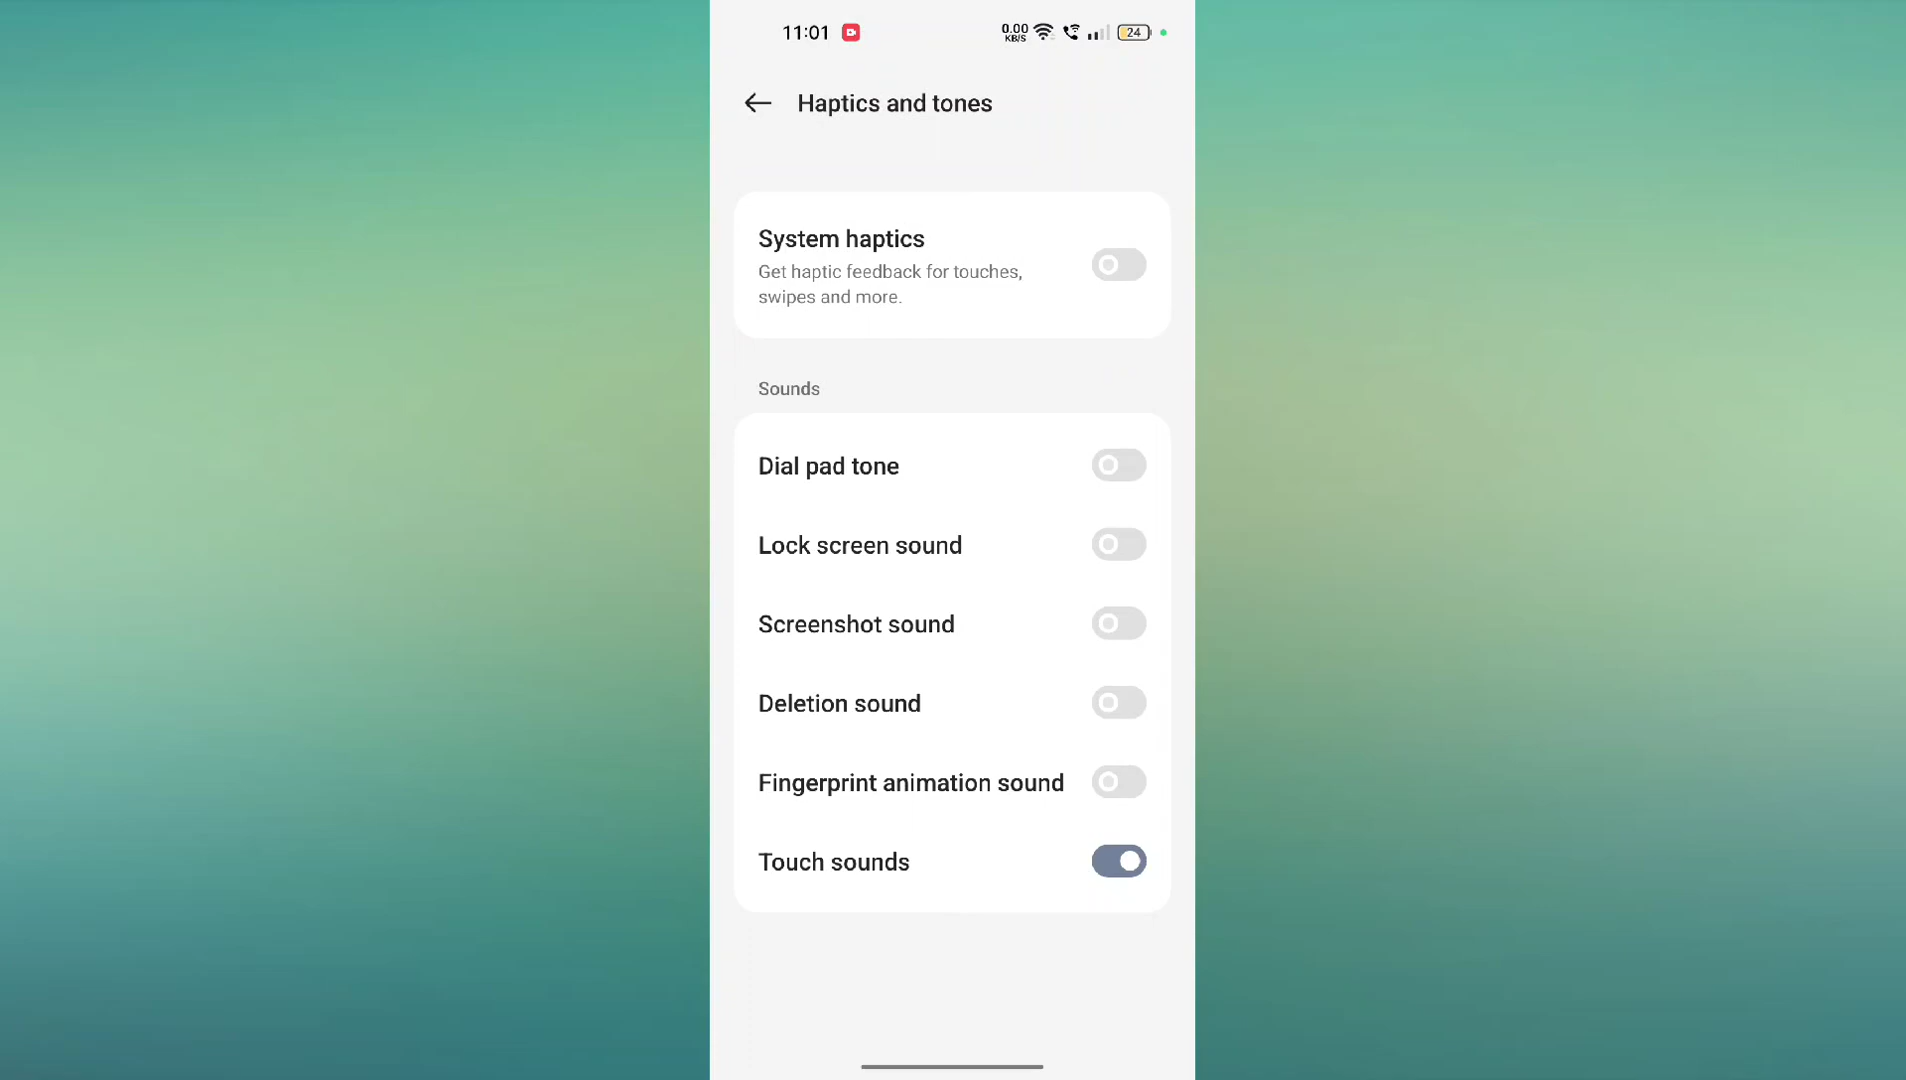 11:01
0.00
KB/S
24
Haptics and tones
System haptics
Get haptic feedback for touches,
swipes and more.
Sounds
Dial pad tone
Lock screen sound
Screenshot sound
Deletion sound
Fingerprint animation sound
Touch sounds